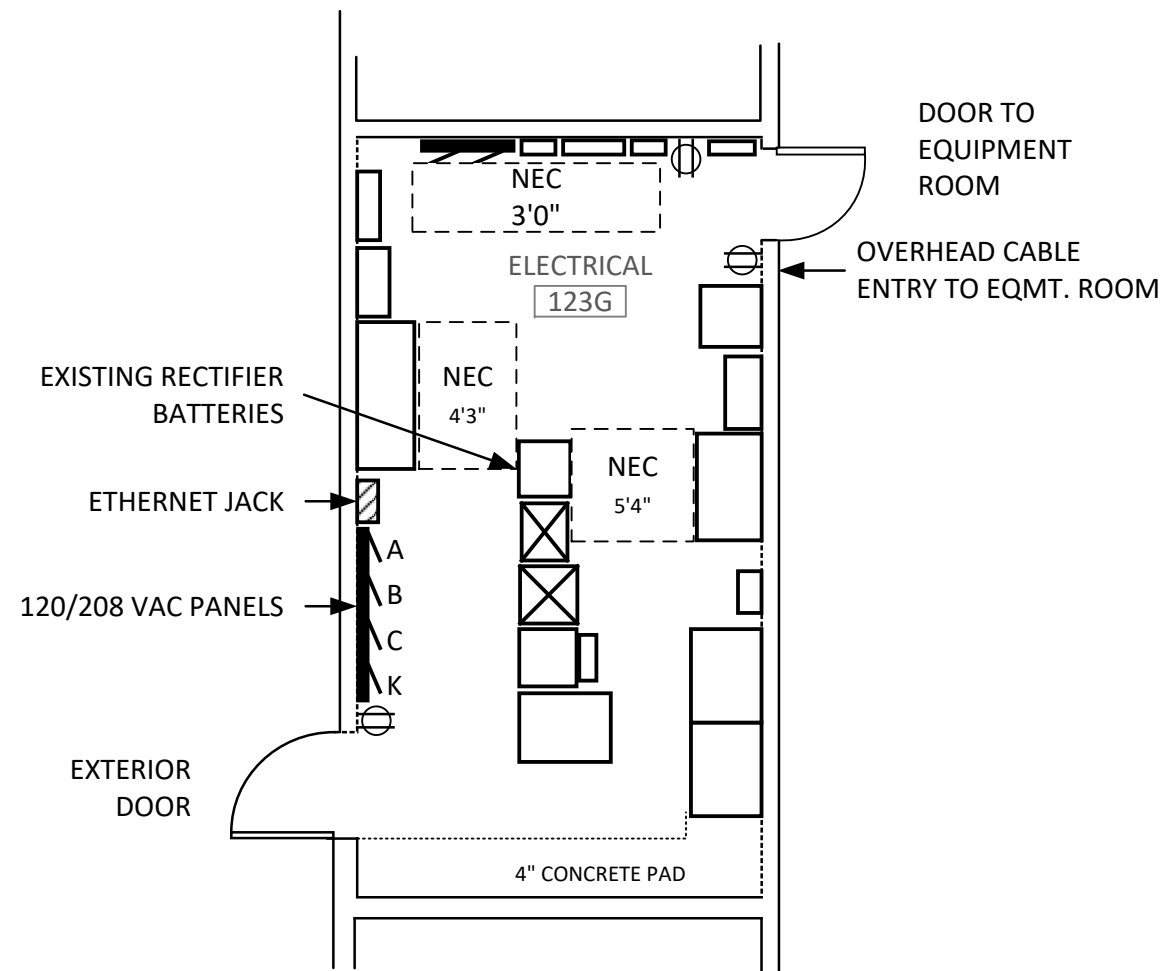 DOOR TO
EQUIPMENT
ROOM
NEC
3'0"
OVERHEAD CABLE
ENTRY TO EQMT. ROOM
ELECTRICAL
123G
EXISTING RECTIFIER
BATTERIES
NEC
4'3"
NEC
5'4"
ETHERNET JACK
120/208 VAC PANELS
A
B
C
K
EXTERIOR
DOOR
4" CONCRETE PAD